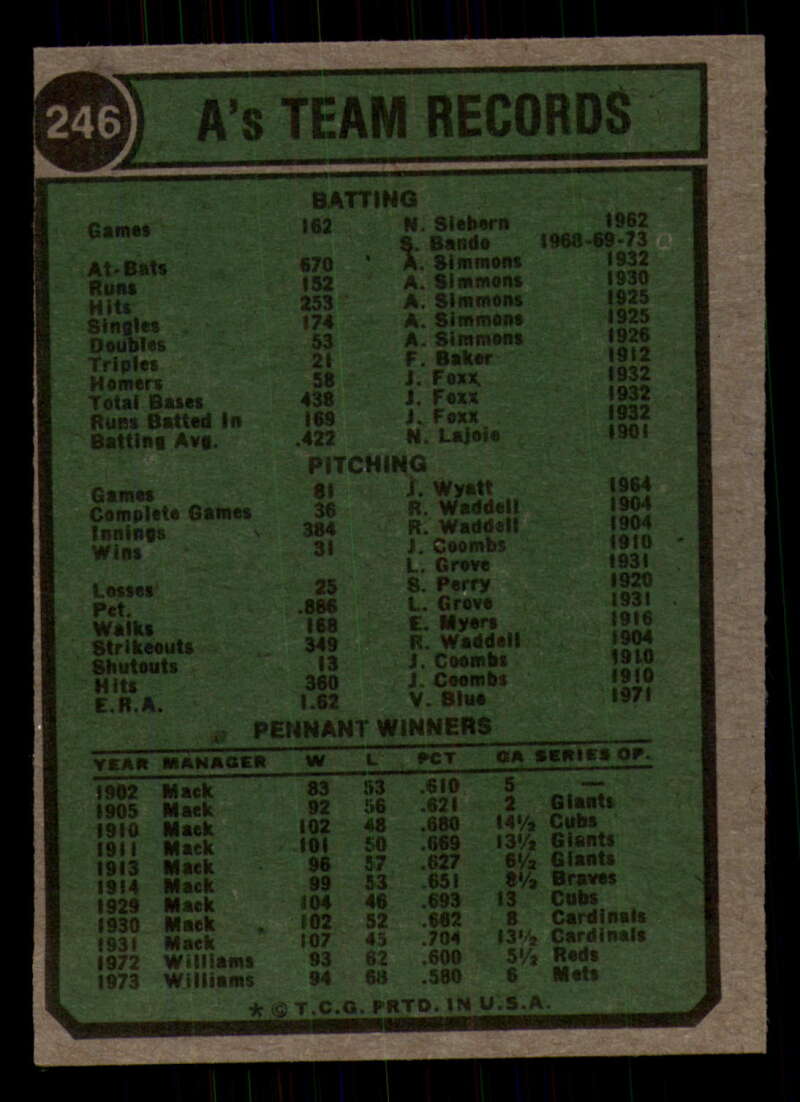 246
A's TEAM RECORDS
BATTING
Games 162 N. Siebern 1962
S. Bando 1968-69-73
At-Bats 670 A. Simmons 1932
Runs 152 A. Simmons 1930
Hits 253 A. Simmons 1925
Singles 174 A. Simmons 1925
Doubles 53 A. Simmons 1926
Triples 21 F. Baker 1912
Homers 58 J. Foxx 1932
Total Bases 438 J. Foxx 1932
Runs Batted In 169 J. Foxx 1932
Batting Avg. .422 N. Lajoie 1901
PITCHING
Games 81 J. Wyatt 1964
Complete Games 36 R. Waddell 1904
Innings 384 R. Waddell 1904
Wins 31 J. Coombs 1910
L. Grove 1931
Losses 25 S. Perry 1920
Pct. .886 L. Grove 1931
Walks 168 E. Myers 1916
Strikeouts 349 R. Waddell 1904
Shutouts 13 J. Coombs 1910
Hits 360 J. Coombs 1910
E.R.A. 1.62 V. Blue 1971
PENNANT WINNERS
YEAR MANAGER W L PCT GA SERIES OP.
1902 Mack 83 53 .610 5 —
1905 Mack 92 56 .621 2 Giants
1910 Mack 102 48 .680 14½ Cubs
1911 Mack 101 50 .669 13½ Giants
1913 Mack 96 57 .627 6½ Giants
1914 Mack 99 53 .651 8½ Braves
1929 Mack 104 46 .693 13 Cubs
1930 Mack 102 52 .662 8 Cardinals
1931 Mack 107 45 .704 13½ Cardinals
1972 Williams 93 62 .600 5½ Reds
1973 Williams 94 68 .580 6 Mets
* © T.C.G. PRTD. IN U.S.A.